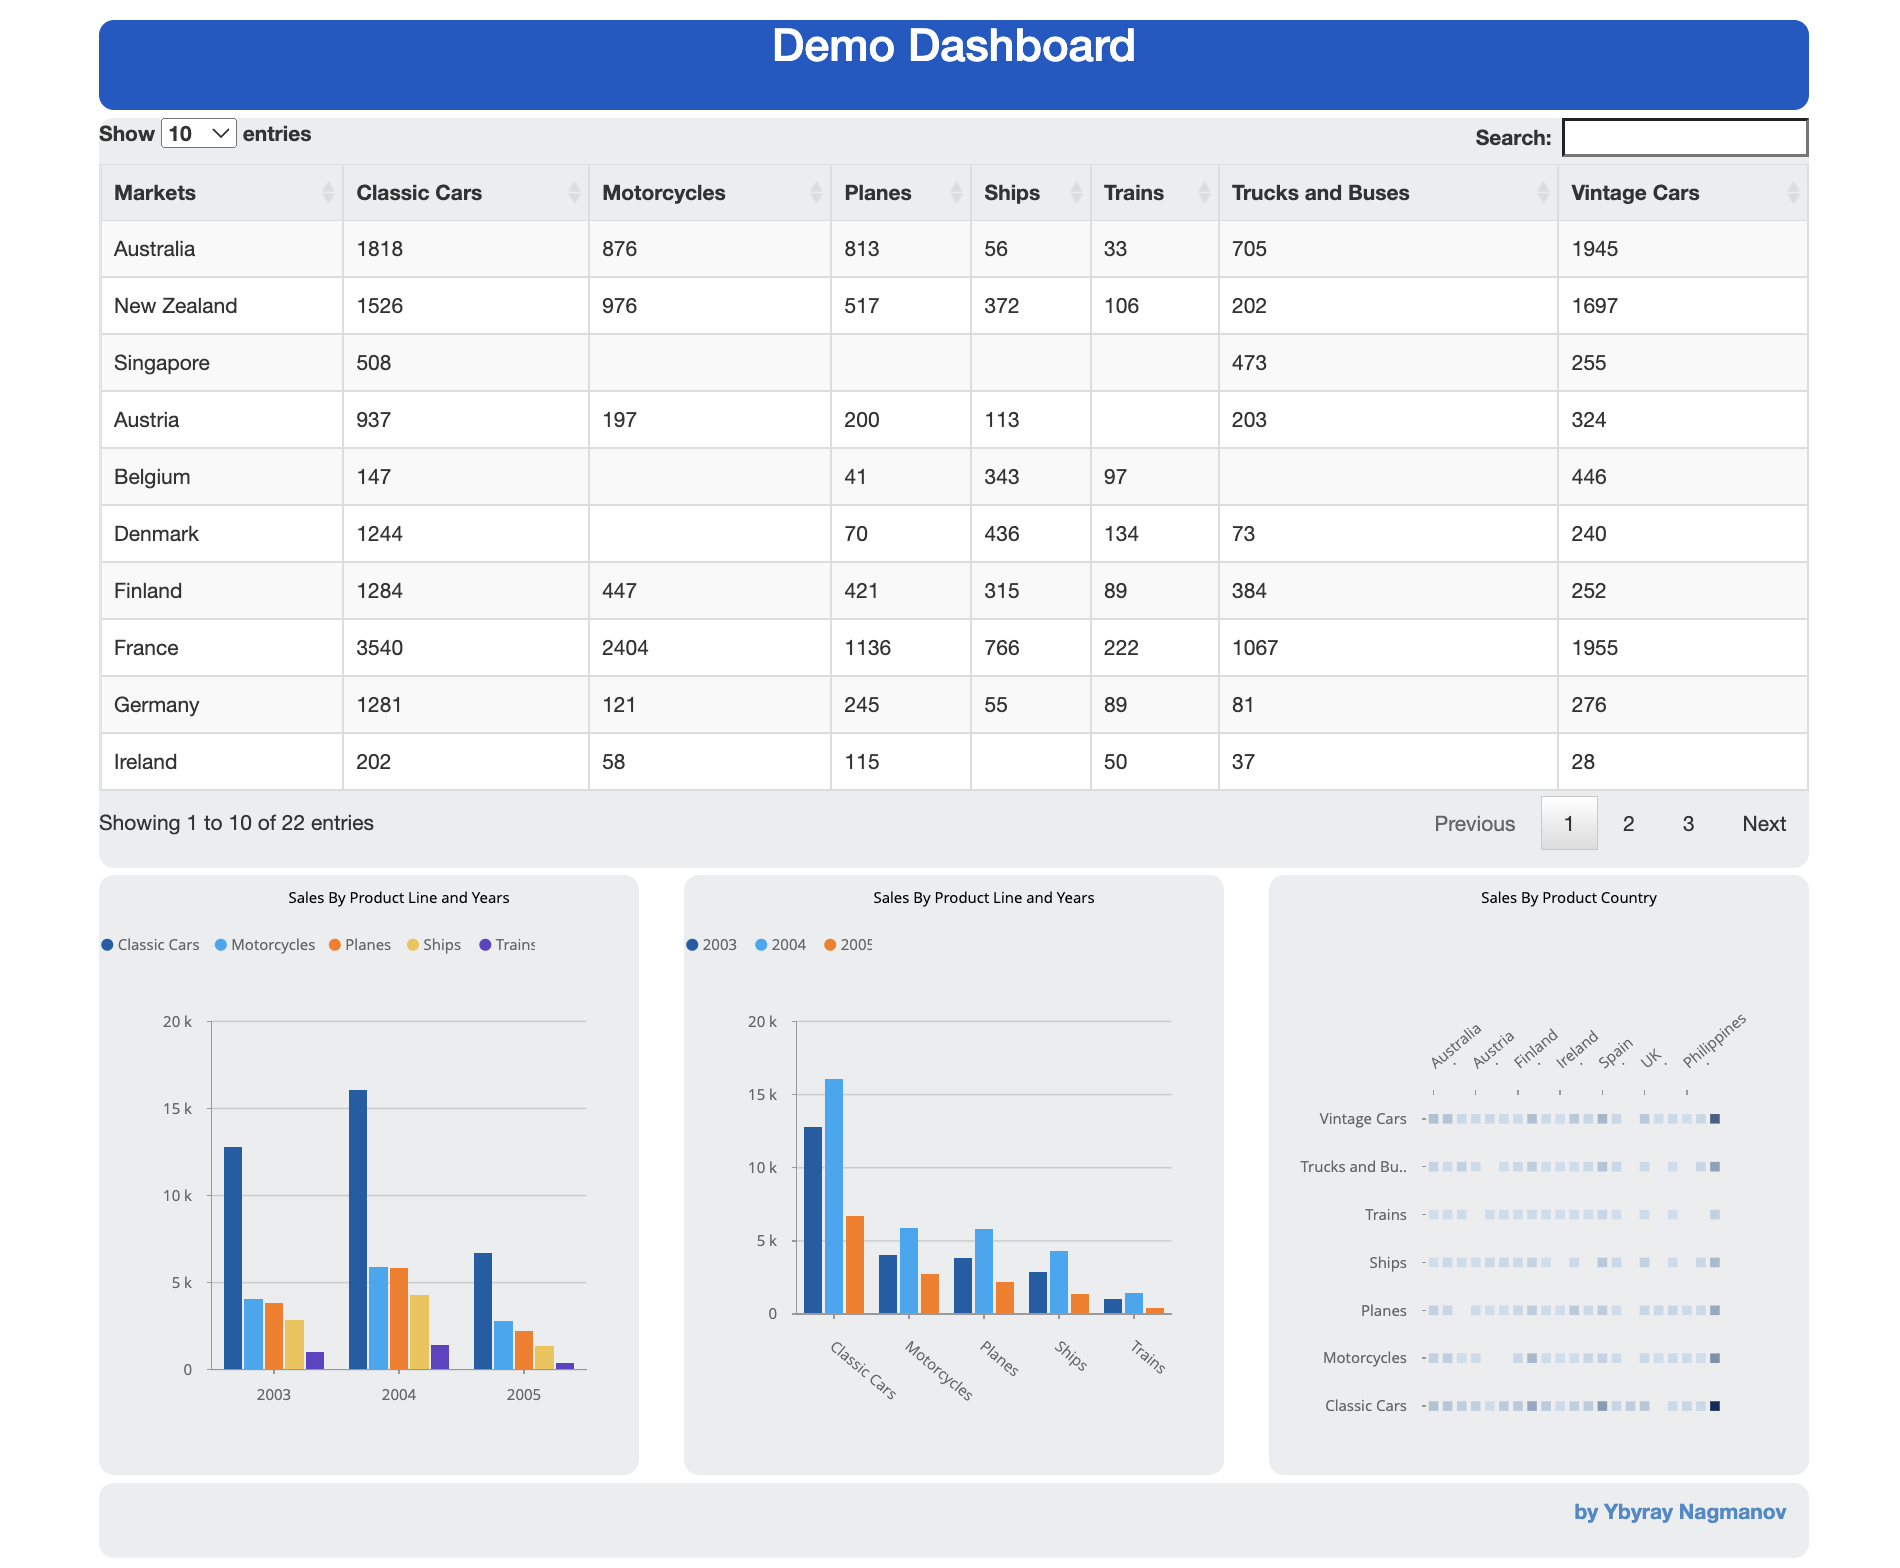 Demo Dashboard
Show 10 entries
Search:
Markets Classic Cars Motorcycles Planes Ships Trains Trucks and Buses Vintage Cars
Australia 1818 876 813 56 33 705 1945
New Zealand 1526 976 517 372 106 202 1697
Singapore 508 473 255
Austria 937 197 200 113 203 324
Belgium 147 41 343 97 446
Denmark 1244 70 436 134 73 240
Finland 1284 447 421 315 89 384 252
France 3540 2404 1136 766 222 1067 1955
Germany 1281 121 245 55 89 81 276
Ireland 202 58 115 50 37 28
Showing 1 to 10 of 22 entries
Previous 1 2 3 Next
Sales By Product Line and Years
Classic Cars Motorcycles Planes Ships Trains
20 k
15 k
10 k
5 k
0
2003 2004 2005
Sales By Product Line and Years
2003 2004 2005
20 k
15 k
10 k
5 k
0
Classic Cars Motorcycles Planes Ships Trains
Sales By Product Country
Australia Austria Finland Ireland Spain UK Philippines
Vintage Cars
Trucks and Bu..
Trains
Ships
Planes
Motorcycles
Classic Cars
by Ybyray Nagmanov